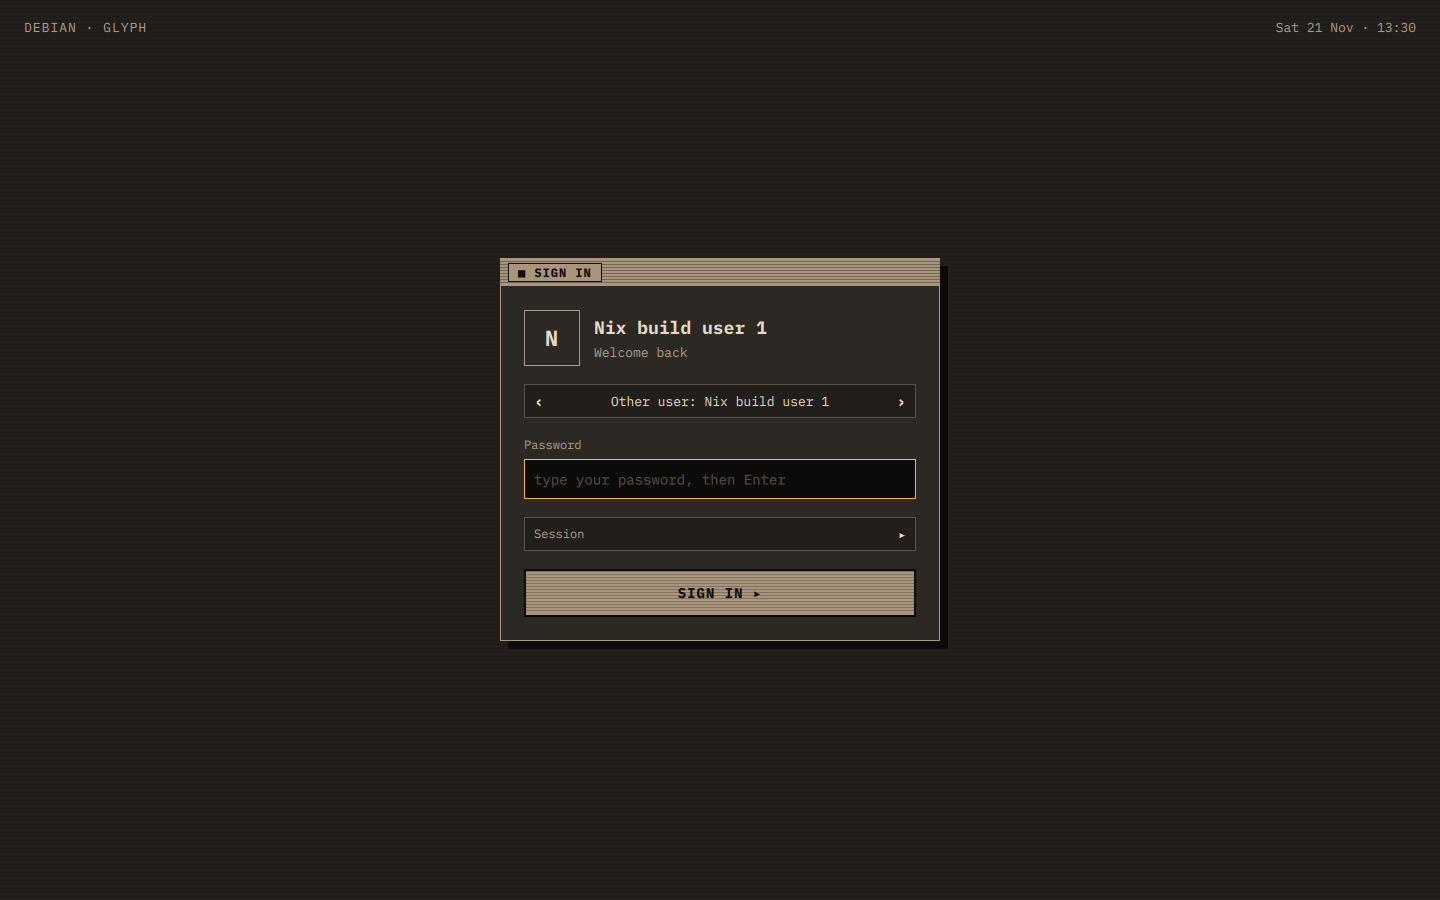 DEBIAN · GLYPH
Sat 21 Nov · 13:30
■ SIGN IN
N
Nix build user 1
Welcome back
‹ Other user: Nix build user 1 ›
Password
type your password, then Enter
Session ▸
SIGN IN ▸